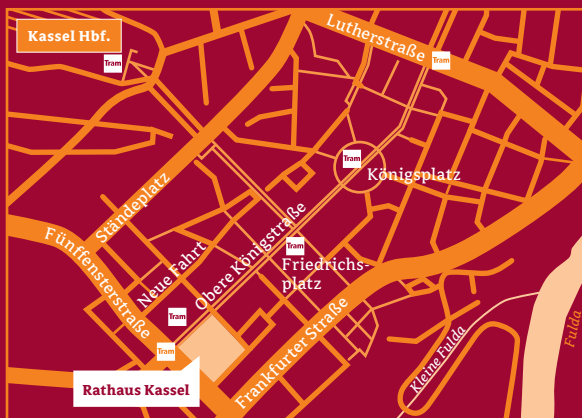 Kassel Hbf.
Lutherstraße
Tram
Tram
Tram
Königsplatz
Ständeplatz
Fünffensterstraße
Neue Fahrt
Obere Königstraße
Tram
Friedrichs-
platz
Tram
Tram
Frankfurter Straße
Kleine Fulda
Fulda
Rathaus Kassel